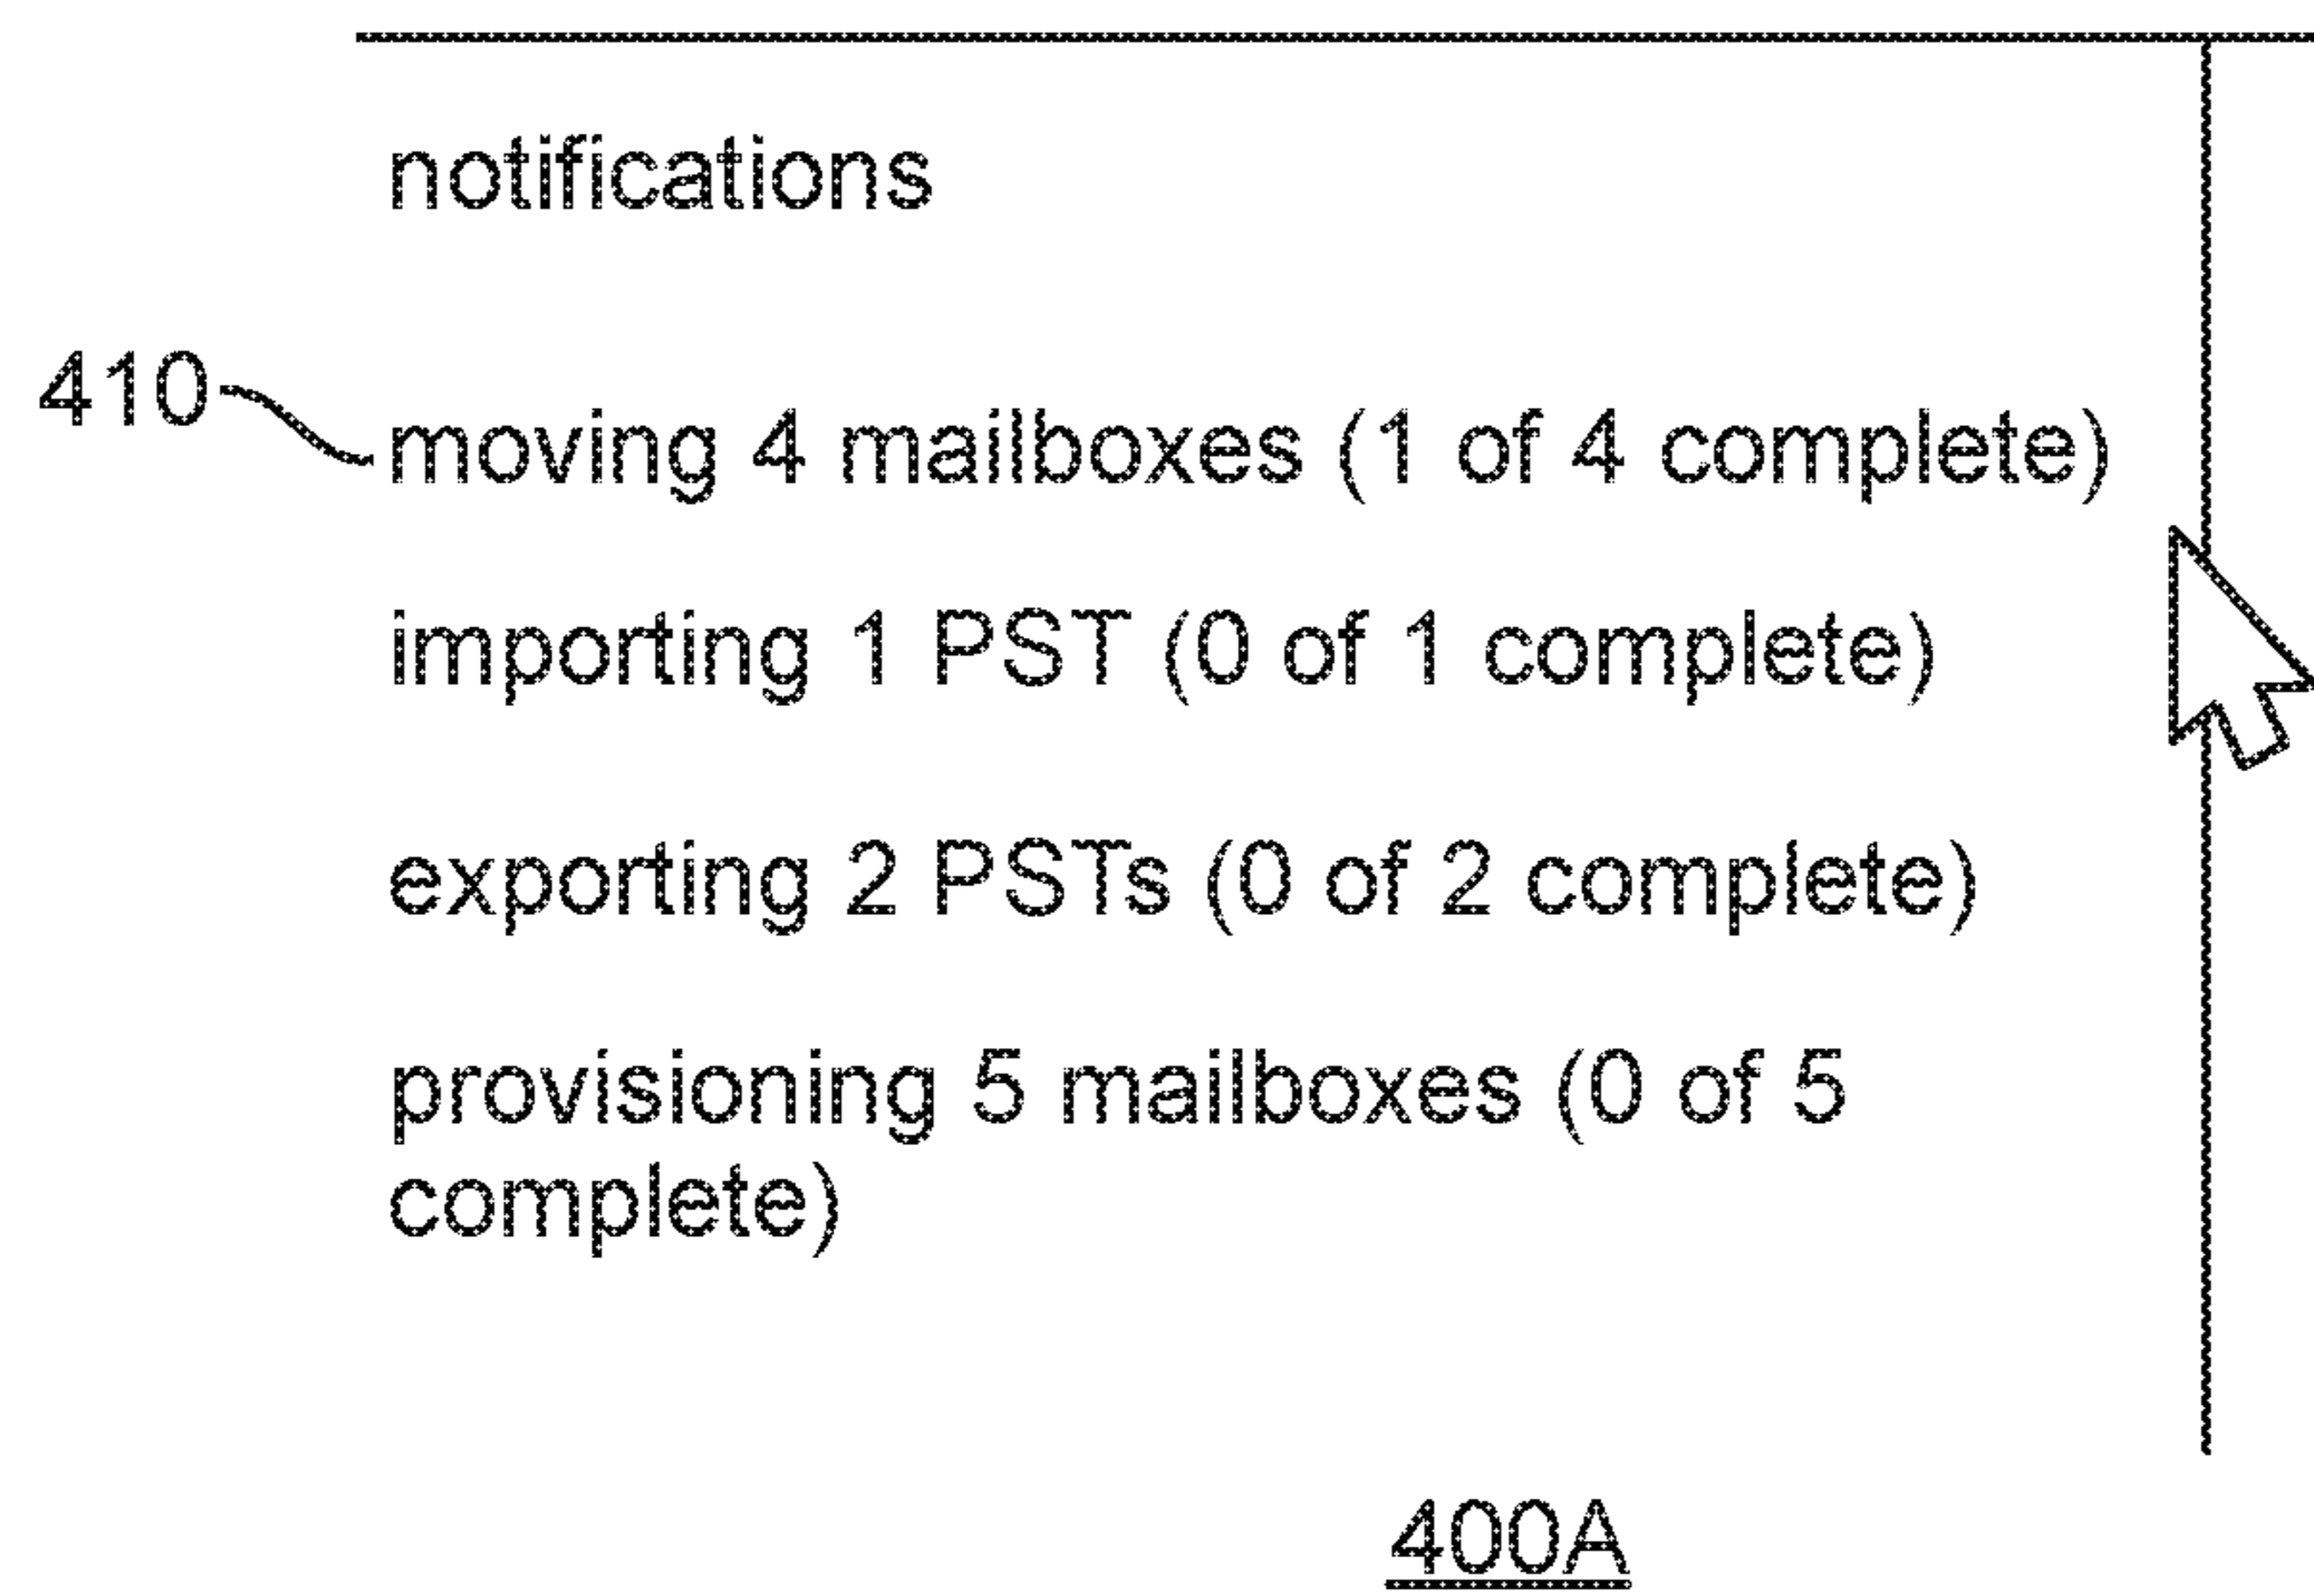 notifications
410
moving 4 mailboxes (1 of 4 complete)
importing 1 PST (0 of 1 complete)
exporting 2 PSTs (0 of 2 complete)
provisioning 5 mailboxes (0 of 5
complete)
400A